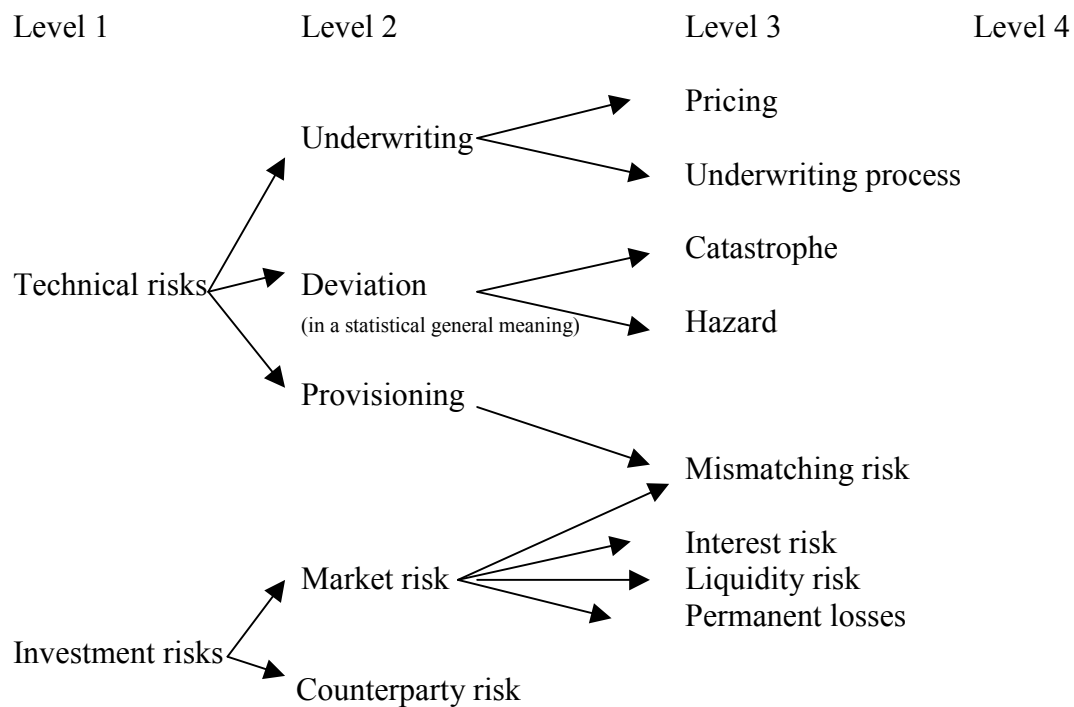 Level 1 Level 2 Level 3 Level 4
Pricing
Underwriting
Underwriting process
Catastrophe
Technical risks Deviation
(in a statistical general meaning) Hazard
Provisioning
Mismatching risk
Interest risk
Market risk Liquidity risk
Permanent losses
Investment risks
Counterparty risk